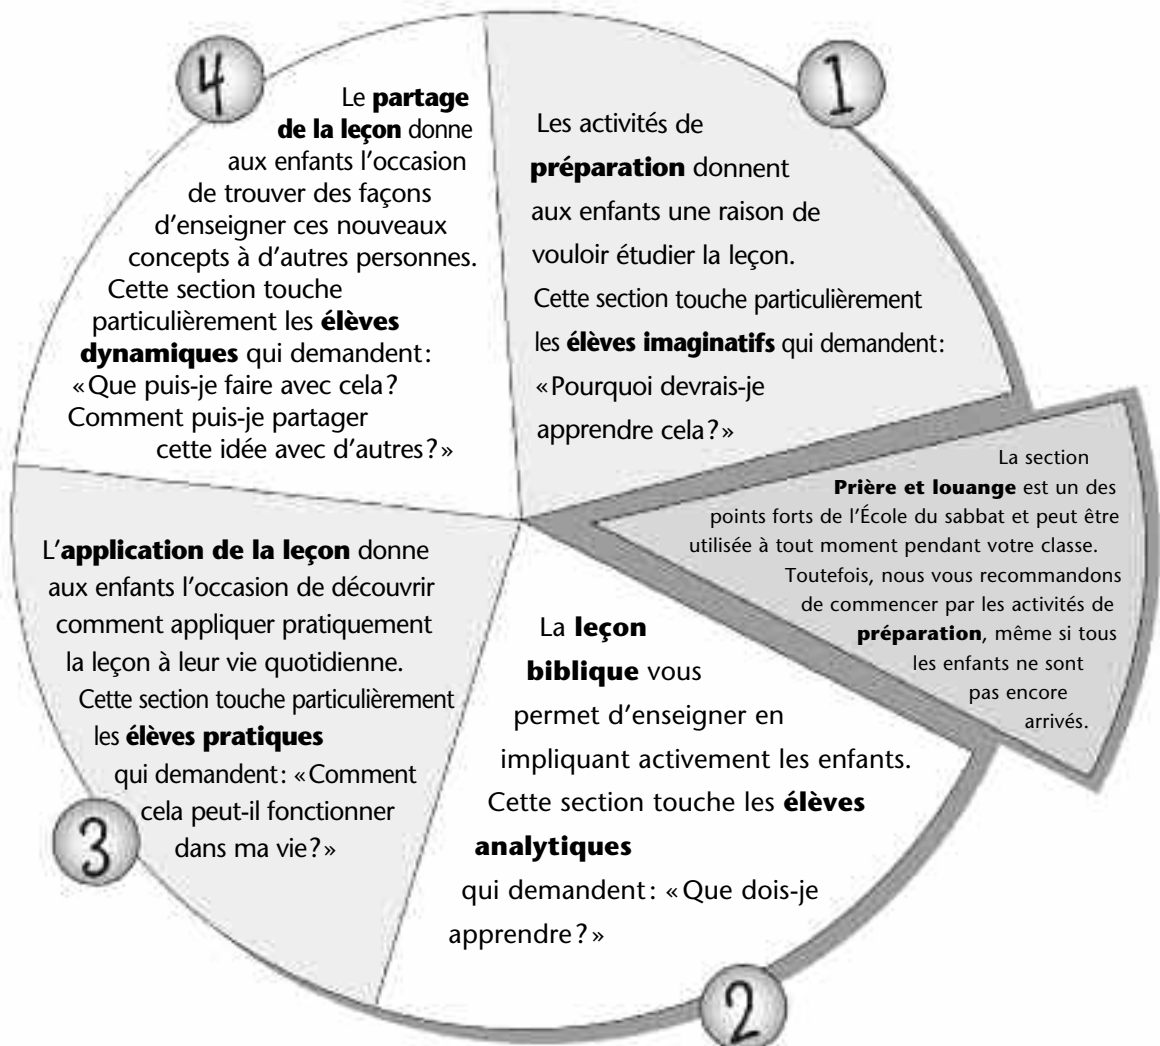 1
Les activités de
préparation donnent
aux enfants une raison de
vouloir étudier la leçon.
Cette section touche particulièrement
les élèves imaginatifs qui demandent:
«Pourquoi devrais-je
apprendre cela?»
La section
Prière et louange est un des
points forts de l'École du sabbat et peut être
utilisée à tout moment pendant votre classe.
Toutefois, nous vous recommandons
de commencer par les activités de
préparation, même si tous
les enfants ne sont
pas encore
arrivés.
2
La leçon
biblique vous
permet d'enseigner en
impliquant activement les enfants.
Cette section touche les élèves
analytiques
qui demandent: «Que dois-je
apprendre?»
3
L'application de la leçon donne
aux enfants l'occasion de découvrir
comment appliquer pratiquement
la leçon à leur vie quotidienne.
Cette section touche particulièrement
les élèves pratiques
qui demandent: «Comment
cela peut-il fonctionner
dans ma vie?»
4
Le partage
de la leçon donne
aux enfants l'occasion
de trouver des façons
d'enseigner ces nouveaux
concepts à d'autres personnes.
Cette section touche
particulièrement les élèves
dynamiques qui demandent:
«Que puis-je faire avec cela?
Comment puis-je partager
cette idée avec d'autres?»